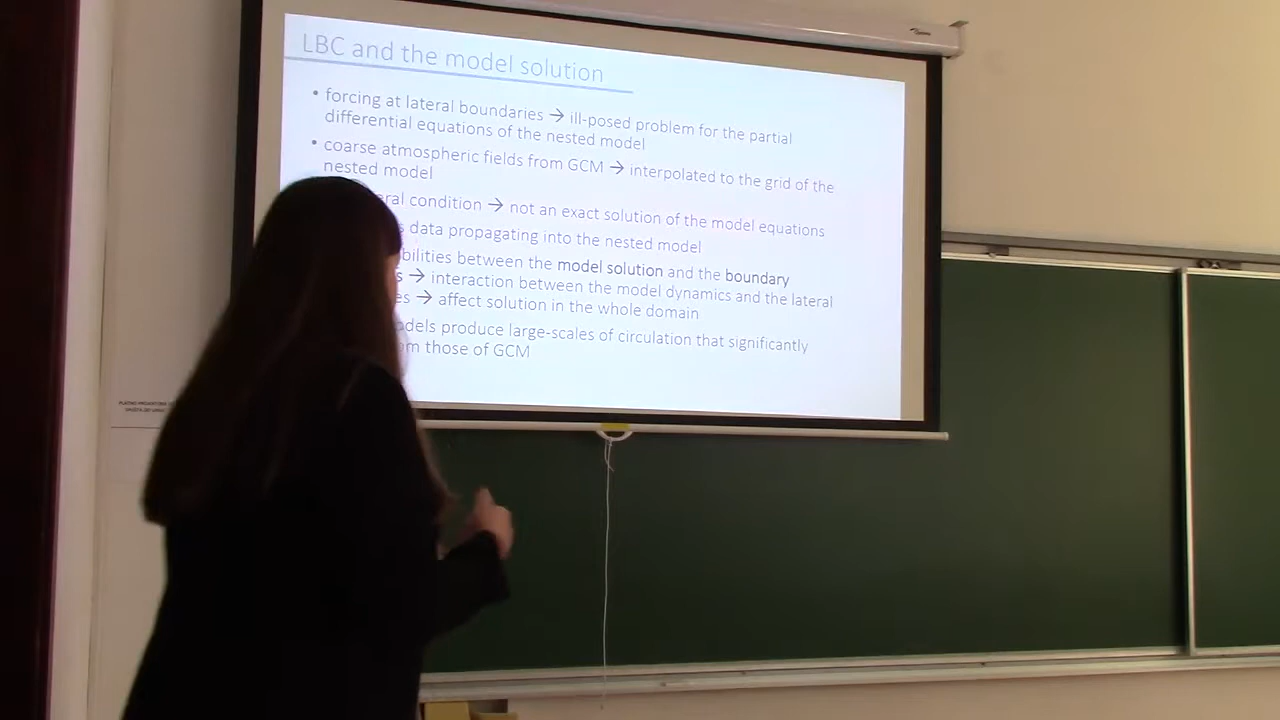 LBC and the model solution
• forcing at lateral boundaries → ill-posed problem for the partial
differential equations of the nested model
• coarse atmospheric fields from GCM → interpolated to the grid of the
nested model
condition → not an exact solution of the model equations
data propagating into the nested model
between the model solution and the boundary
→ interaction between the model dynamics and the lateral
→ affect solution in the whole domain
produce large-scales of circulation that significantly
those of GCM